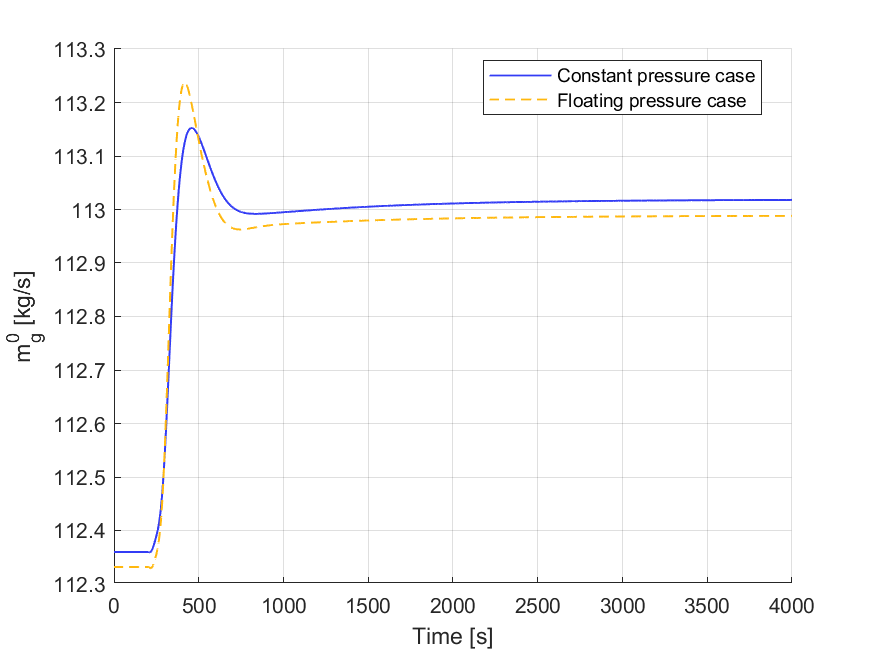 Constant pressure case
Floating pressure case
113.3
113.2
113.1
113
112.9
112.8
112.7
112.6
112.5
112.4
112.3
m_g^0 [kg/s]
0 500 1000 1500 2000 2500 3000 3500 4000
Time [s]